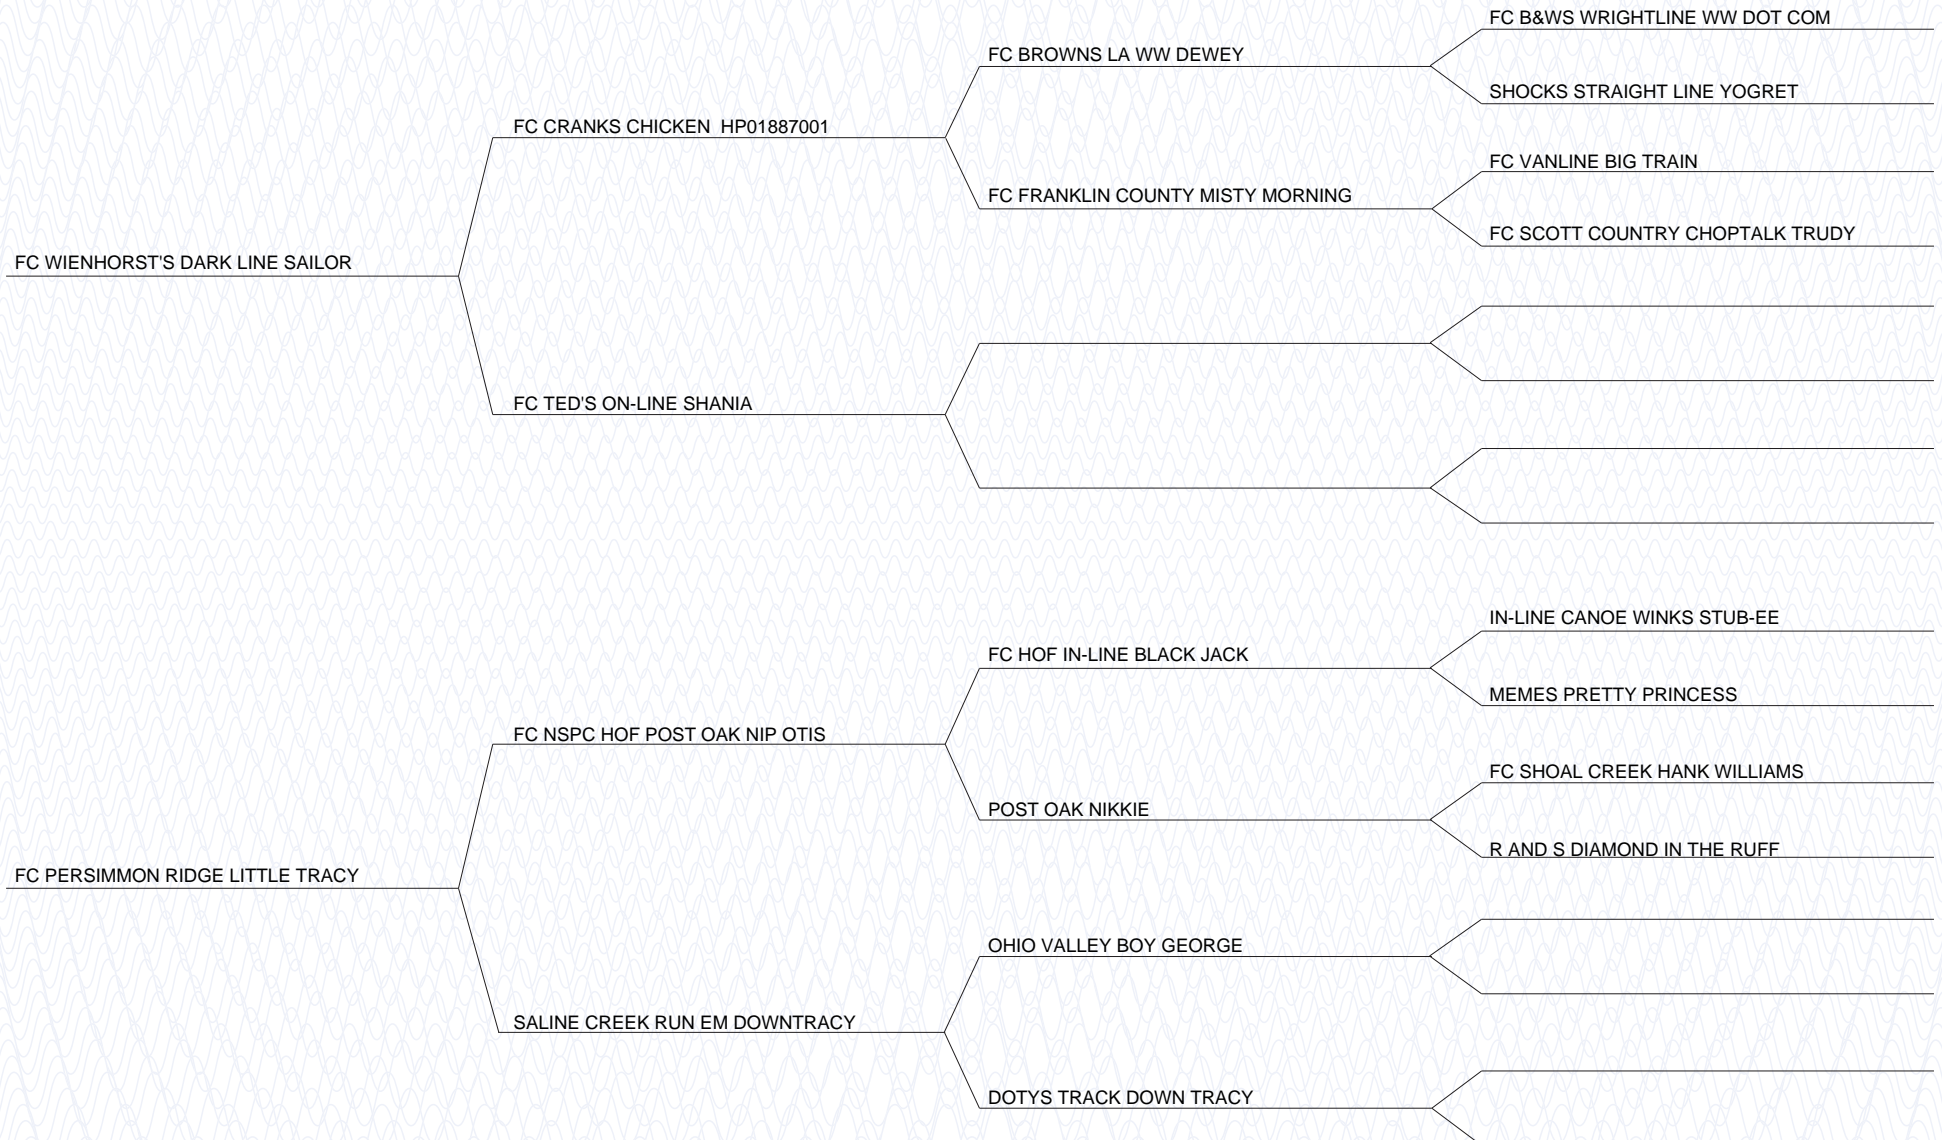 FC B&WS WRIGHTLINE WW DOT COM
FC BROWNS LA WW DEWEY
SHOCKS STRAIGHT LINE YOGRET
FC CRANKS CHICKEN  HP01887001
FC VANLINE BIG TRAIN
FC FRANKLIN COUNTY MISTY MORNING
FC SCOTT COUNTRY CHOPTALK TRUDY
FC WIENHORST'S DARK LINE SAILOR
FC TED'S ON-LINE SHANIA
IN-LINE CANOE WINKS STUB-EE
FC HOF IN-LINE BLACK JACK
MEMES PRETTY PRINCESS
FC NSPC HOF POST OAK NIP OTIS
FC SHOAL CREEK HANK WILLIAMS
POST OAK NIKKIE
R AND S DIAMOND IN THE RUFF
FC PERSIMMON RIDGE LITTLE TRACY
OHIO VALLEY BOY GEORGE
SALINE CREEK RUN EM DOWNTRACY
DOTYS TRACK DOWN TRACY